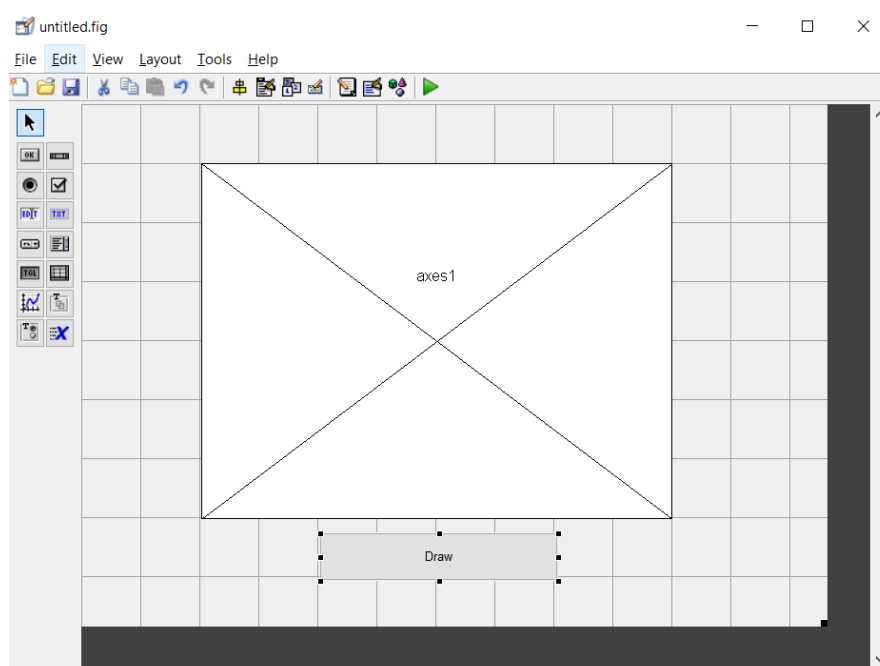 untitled.fig
File Edit View Layout Tools Help
OK
EDIT TXT
TGL
axes1
Draw